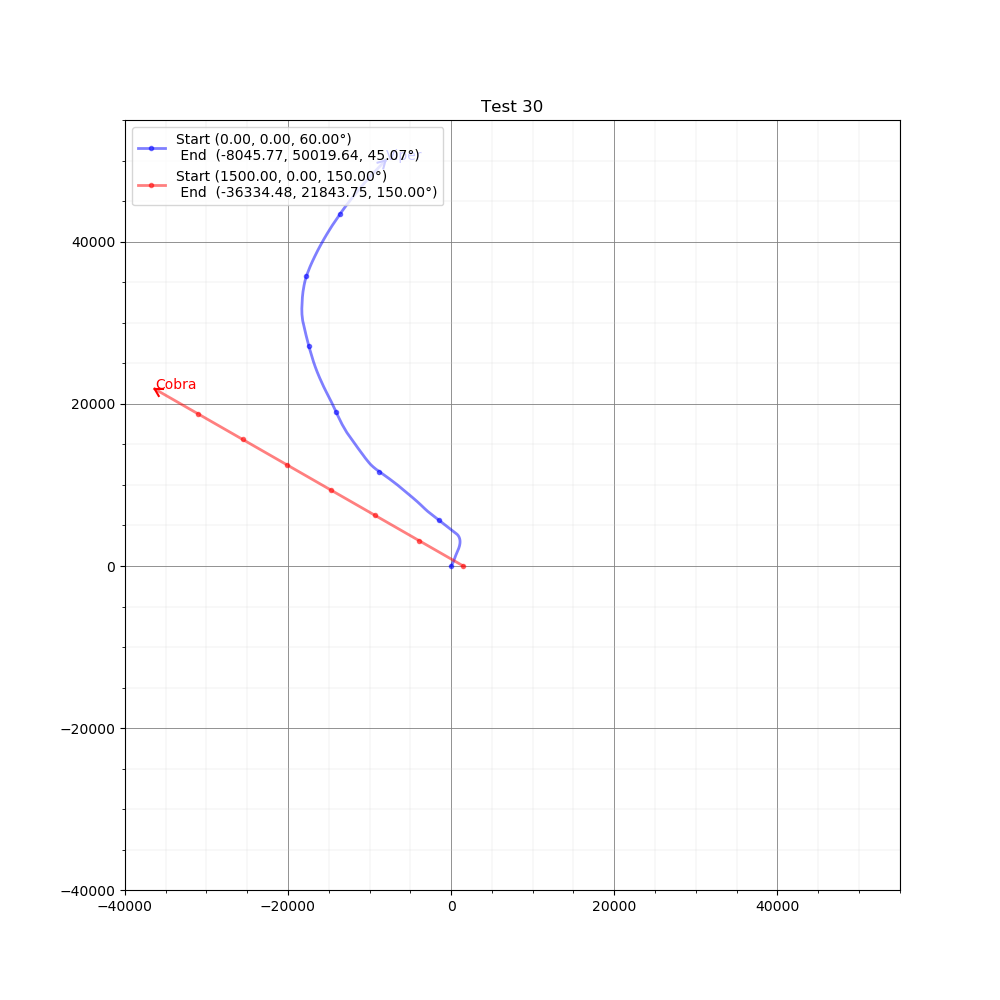 Test 30
Start (0.00, 0.00, 60.00°)
End (-8045.77, 50019.64, 45.07°)
Start (1500.00, 0.00, 150.00°)
End (-36334.48, 21843.75, 150.00°)
40000
Cobra
20000
0
−20000
−40000
−40000 −20000 0 20000 40000